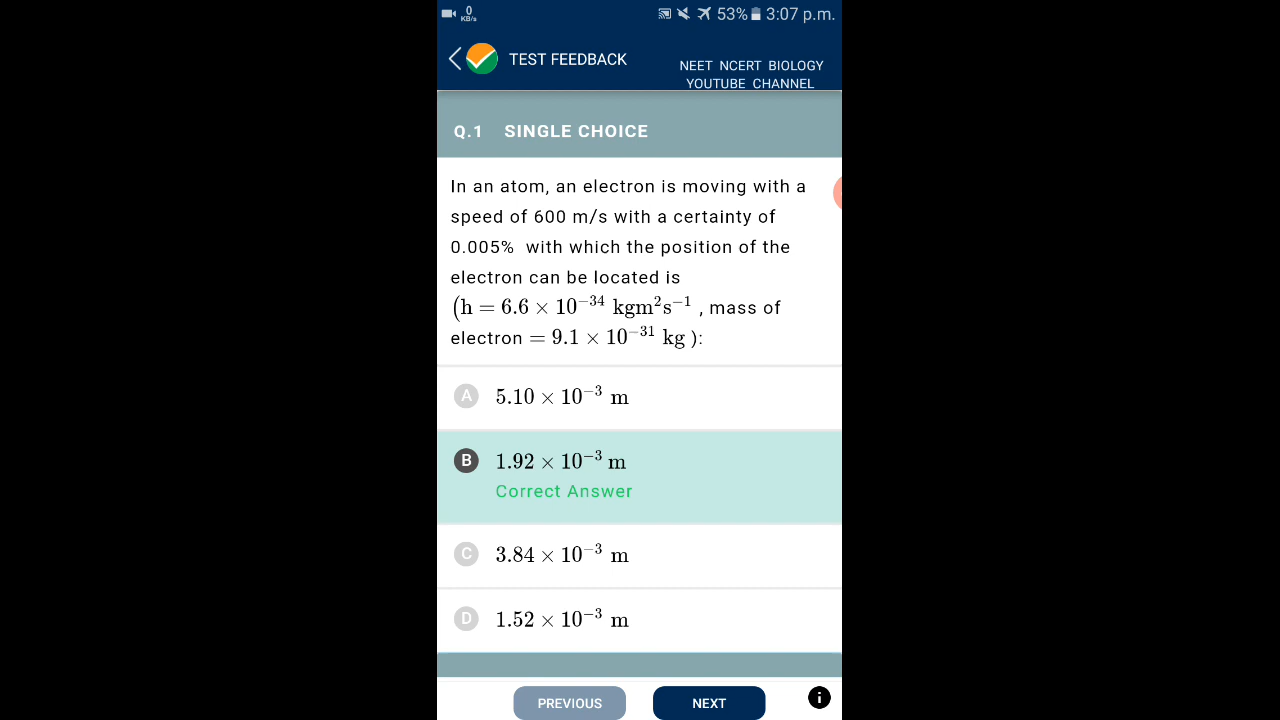 0
KB/s
53% 3:07 p.m.
TEST FEEDBACK
NEET NCERT BIOLOGY
YOUTUBE CHANNEL
Q.1 SINGLE CHOICE
In an atom, an electron is moving with a
speed of 600 m/s with a certainty of
0.005% with which the position of the
electron can be located is
(h = 6.6 × 10⁻³⁴ kgm²s⁻¹ , mass of
electron = 9.1 × 10⁻³¹ kg ):
A 5.10 × 10⁻³ m
B 1.92 × 10⁻³ m
Correct Answer
C 3.84 × 10⁻³ m
D 1.52 × 10⁻³ m
PREVIOUS NEXT i